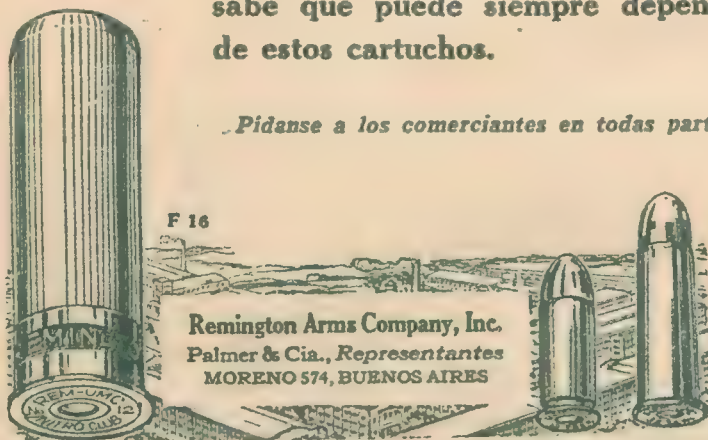 sabe que puede siempre depen
de estos cartuchos.
Pidanse a los comerciantes en todas part
F 16
Remington Arms Company, Inc.
Palmer & Cia., Representantes
MORENO 574, BUENOS AIRES
REMING
REM-UMC
12
NITRO CLUB